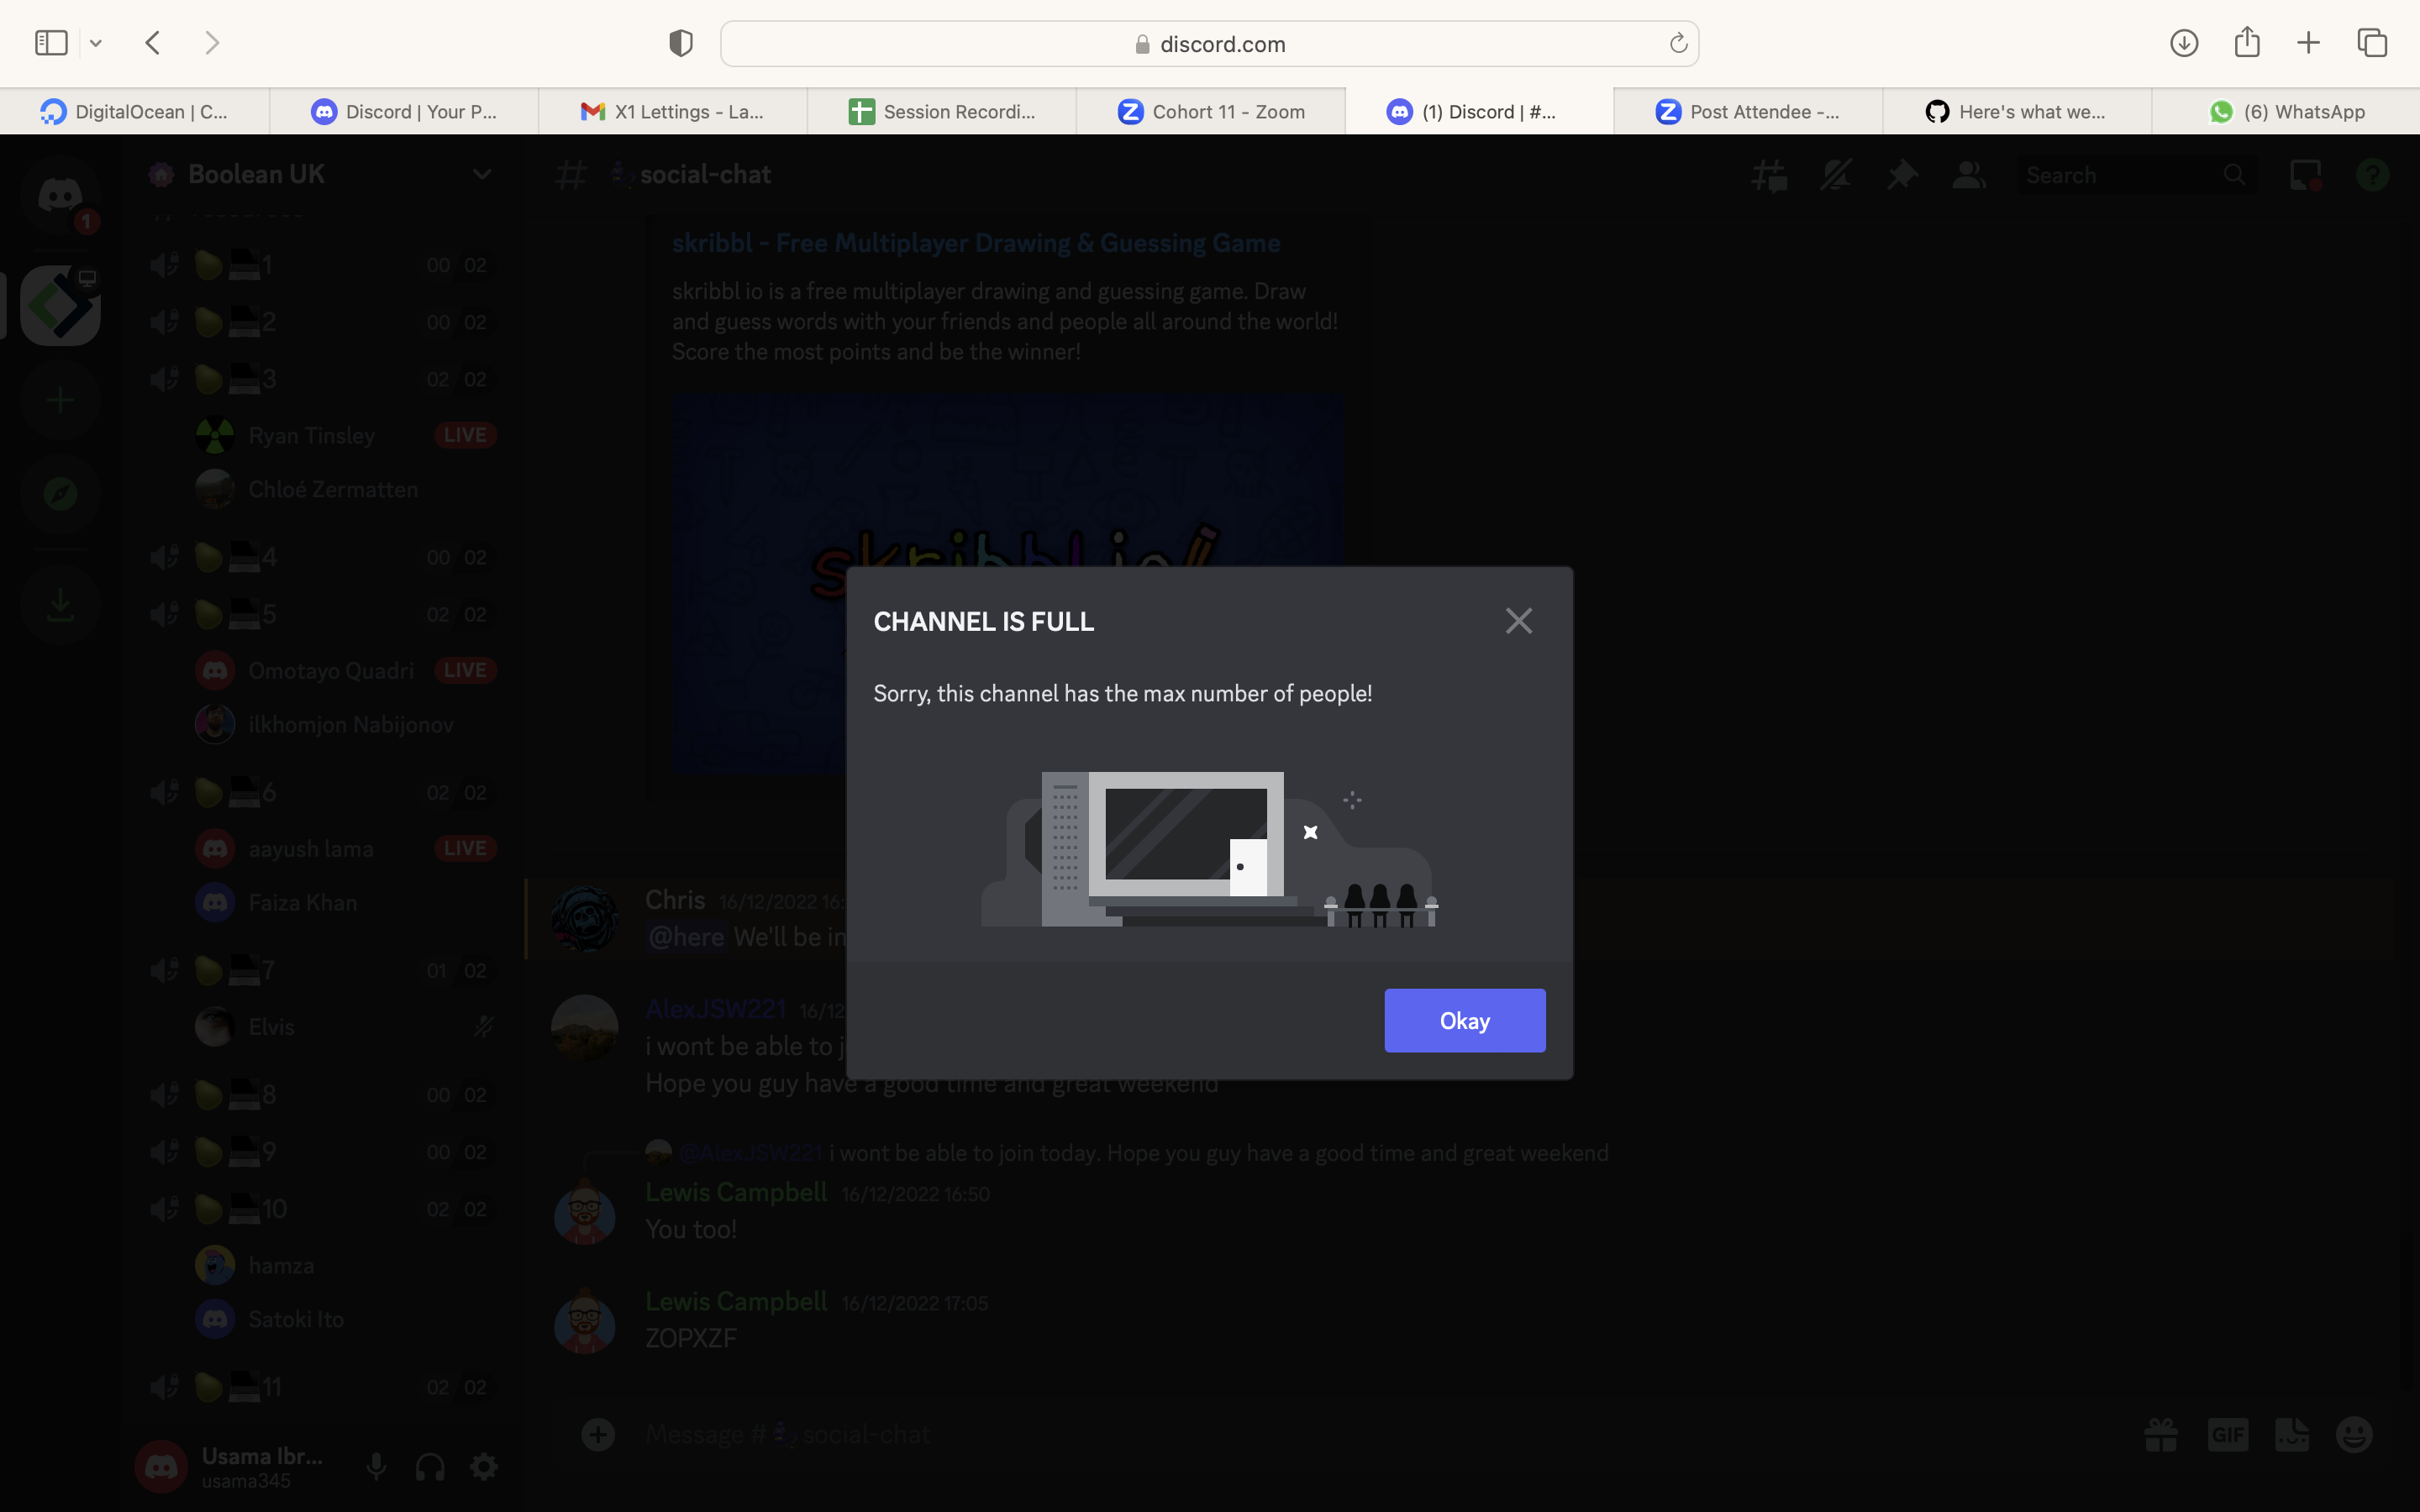 discord.com
DigitalOcean | C...
Discord | Your P...
X1 Lettings - La...
Session Recordi...
Cohort 11 - Zoom
(1) Discord | #...
Post Attendee -...
Here's what we...
(6) WhatsApp
1
Boolean UK
1 00 02
2 00 02
3 02 02
Ryan Tinsley LIVE
Chloé Zermatten
4 00 02
5 02 02
Omotayo Quadri LIVE
ilkhomjon Nabijonov
6 02 02
aayush lama LIVE
Faiza Khan
7 01 02
Elvis
8 00 02
9 00 02
10 02 02
hamza
Satoki Ito
11 02 02
Usama Ibr...
usama345
social-chat
Search
skribbl - Free Multiplayer Drawing & Guessing Game
skribbl io is a free multiplayer drawing and guessing game. Draw
and guess words with your friends and people all around the world!
Score the most points and be the winner!
skribbl io
CHANNEL IS FULL
Sorry, this channel has the max number of people!
Okay
Chris 16/12/2022 16:
@here We'll be in
AlexJSW221 16/12
i wont be able to j
Hope you guy have a good time and great weekend
@AlexJSW221 i wont be able to join today. Hope you guy have a good time and great weekend
Lewis Campbell 16/12/2022 16:50
You too!
Lewis Campbell 16/12/2022 17:05
ZOPXZF
Message # social-chat
GIF